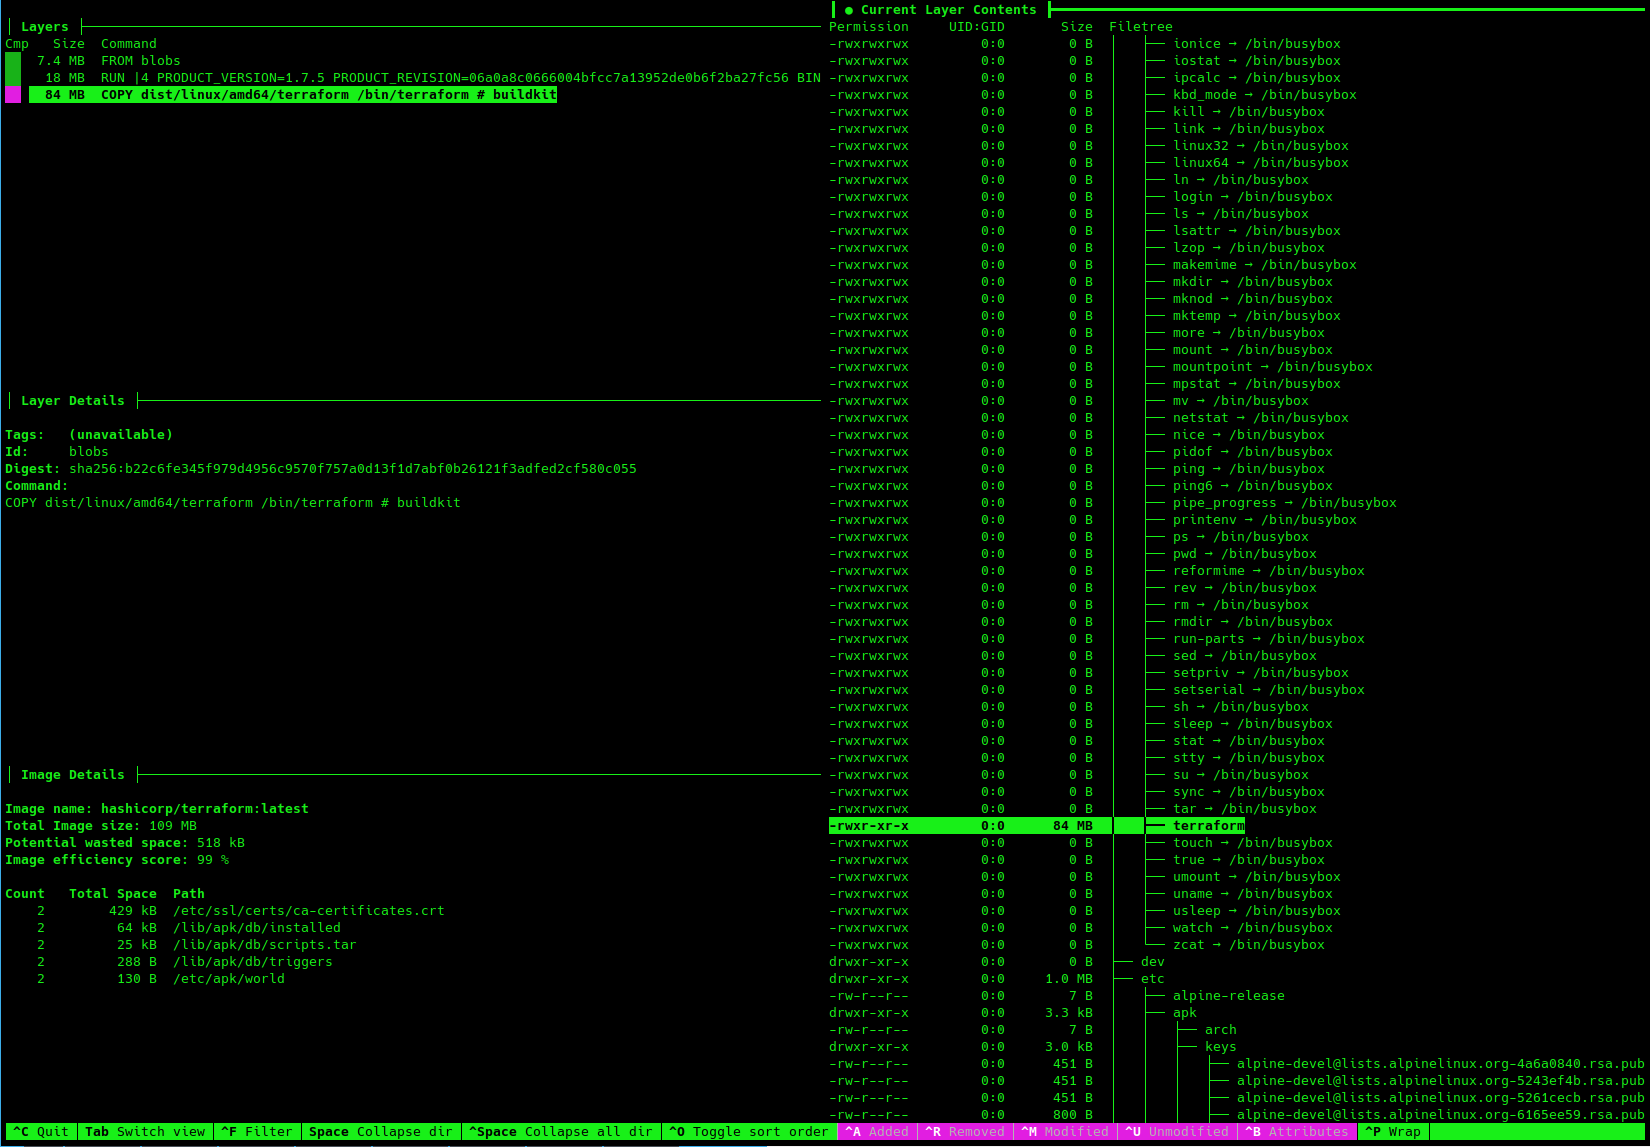 │ Layers ├
Cmp   Size  Command
    7.4 MB  FROM blobs
     18 MB  RUN |4 PRODUCT_VERSION=1.7.5 PRODUCT_REVISION=06a0a8c0666004bfcc7a13952de0b6f2ba27fc56 BIN
     84 MB  COPY dist/linux/amd64/terraform /bin/terraform # buildkit
│ Layer Details ├
Tags:   (unavailable)
Id:     blobs
Digest: sha256:b22c6fe345f979d4956c9570f757a0d13f1d7abf0b26121f3adfed2cf580c055
Command:
COPY dist/linux/amd64/terraform /bin/terraform # buildkit
│ Image Details ├
Image name: hashicorp/terraform:latest
Total Image size: 109 MB
Potential wasted space: 518 kB
Image efficiency score: 99 %
Count   Total Space  Path
    2        429 kB  /etc/ssl/certs/ca-certificates.crt
    2         64 kB  /lib/apk/db/installed
    2         25 kB  /lib/apk/db/scripts.tar
    2         288 B  /lib/apk/db/triggers
    2         130 B  /etc/apk/world
┃ ● Current Layer Contents ┣
Permission     UID:GID       Size  Filetree
-rwxrwxrwx         0:0        0 B  │   ├── ionice → /bin/busybox
-rwxrwxrwx         0:0        0 B  │   ├── iostat → /bin/busybox
-rwxrwxrwx         0:0        0 B  │   ├── ipcalc → /bin/busybox
-rwxrwxrwx         0:0        0 B  │   ├── kbd_mode → /bin/busybox
-rwxrwxrwx         0:0        0 B  │   ├── kill → /bin/busybox
-rwxrwxrwx         0:0        0 B  │   ├── link → /bin/busybox
-rwxrwxrwx         0:0        0 B  │   ├── linux32 → /bin/busybox
-rwxrwxrwx         0:0        0 B  │   ├── linux64 → /bin/busybox
-rwxrwxrwx         0:0        0 B  │   ├── ln → /bin/busybox
-rwxrwxrwx         0:0        0 B  │   ├── login → /bin/busybox
-rwxrwxrwx         0:0        0 B  │   ├── ls → /bin/busybox
-rwxrwxrwx         0:0        0 B  │   ├── lsattr → /bin/busybox
-rwxrwxrwx         0:0        0 B  │   ├── lzop → /bin/busybox
-rwxrwxrwx         0:0        0 B  │   ├── makemime → /bin/busybox
-rwxrwxrwx         0:0        0 B  │   ├── mkdir → /bin/busybox
-rwxrwxrwx         0:0        0 B  │   ├── mknod → /bin/busybox
-rwxrwxrwx         0:0        0 B  │   ├── mktemp → /bin/busybox
-rwxrwxrwx         0:0        0 B  │   ├── more → /bin/busybox
-rwxrwxrwx         0:0        0 B  │   ├── mount → /bin/busybox
-rwxrwxrwx         0:0        0 B  │   ├── mountpoint → /bin/busybox
-rwxrwxrwx         0:0        0 B  │   ├── mpstat → /bin/busybox
-rwxrwxrwx         0:0        0 B  │   ├── mv → /bin/busybox
-rwxrwxrwx         0:0        0 B  │   ├── netstat → /bin/busybox
-rwxrwxrwx         0:0        0 B  │   ├── nice → /bin/busybox
-rwxrwxrwx         0:0        0 B  │   ├── pidof → /bin/busybox
-rwxrwxrwx         0:0        0 B  │   ├── ping → /bin/busybox
-rwxrwxrwx         0:0        0 B  │   ├── ping6 → /bin/busybox
-rwxrwxrwx         0:0        0 B  │   ├── pipe_progress → /bin/busybox
-rwxrwxrwx         0:0        0 B  │   ├── printenv → /bin/busybox
-rwxrwxrwx         0:0        0 B  │   ├── ps → /bin/busybox
-rwxrwxrwx         0:0        0 B  │   ├── pwd → /bin/busybox
-rwxrwxrwx         0:0        0 B  │   ├── reformime → /bin/busybox
-rwxrwxrwx         0:0        0 B  │   ├── rev → /bin/busybox
-rwxrwxrwx         0:0        0 B  │   ├── rm → /bin/busybox
-rwxrwxrwx         0:0        0 B  │   ├── rmdir → /bin/busybox
-rwxrwxrwx         0:0        0 B  │   ├── run-parts → /bin/busybox
-rwxrwxrwx         0:0        0 B  │   ├── sed → /bin/busybox
-rwxrwxrwx         0:0        0 B  │   ├── setpriv → /bin/busybox
-rwxrwxrwx         0:0        0 B  │   ├── setserial → /bin/busybox
-rwxrwxrwx         0:0        0 B  │   ├── sh → /bin/busybox
-rwxrwxrwx         0:0        0 B  │   ├── sleep → /bin/busybox
-rwxrwxrwx         0:0        0 B  │   ├── stat → /bin/busybox
-rwxrwxrwx         0:0        0 B  │   ├── stty → /bin/busybox
-rwxrwxrwx         0:0        0 B  │   ├── su → /bin/busybox
-rwxrwxrwx         0:0        0 B  │   ├── sync → /bin/busybox
-rwxrwxrwx         0:0        0 B  │   ├── tar → /bin/busybox
-rwxr-xr-x         0:0      84 MB  │   ├── terraform
-rwxrwxrwx         0:0        0 B  │   ├── touch → /bin/busybox
-rwxrwxrwx         0:0        0 B  │   ├── true → /bin/busybox
-rwxrwxrwx         0:0        0 B  │   ├── umount → /bin/busybox
-rwxrwxrwx         0:0        0 B  │   ├── uname → /bin/busybox
-rwxrwxrwx         0:0        0 B  │   ├── usleep → /bin/busybox
-rwxrwxrwx         0:0        0 B  │   ├── watch → /bin/busybox
-rwxrwxrwx         0:0        0 B  │   └── zcat → /bin/busybox
drwxr-xr-x         0:0        0 B  ├── dev
drwxr-xr-x         0:0     1.0 MB  ├── etc
-rw-r--r--         0:0        7 B  │   ├── alpine-release
drwxr-xr-x         0:0     3.3 kB  │   ├── apk
-rw-r--r--         0:0        7 B  │   │   ├── arch
drwxr-xr-x         0:0     3.0 kB  │   │   ├── keys
-rw-r--r--         0:0      451 B  │   │   │   ├── alpine-devel@lists.alpinelinux.org-4a6a0840.rsa.pub
-rw-r--r--         0:0      451 B  │   │   │   ├── alpine-devel@lists.alpinelinux.org-5243ef4b.rsa.pub
-rw-r--r--         0:0      451 B  │   │   │   ├── alpine-devel@lists.alpinelinux.org-5261cecb.rsa.pub
-rw-r--r--         0:0      800 B  │   │   │   ├── alpine-devel@lists.alpinelinux.org-6165ee59.rsa.pub
^C Quit │ Tab Switch view │ ^F Filter │ Space Collapse dir │ ^Space Collapse all dir │ ^O Toggle sort order │ ^A Added │ ^R Removed │ ^M Modified │ ^U Unmodified │ ^B Attributes │ ^P Wrap │